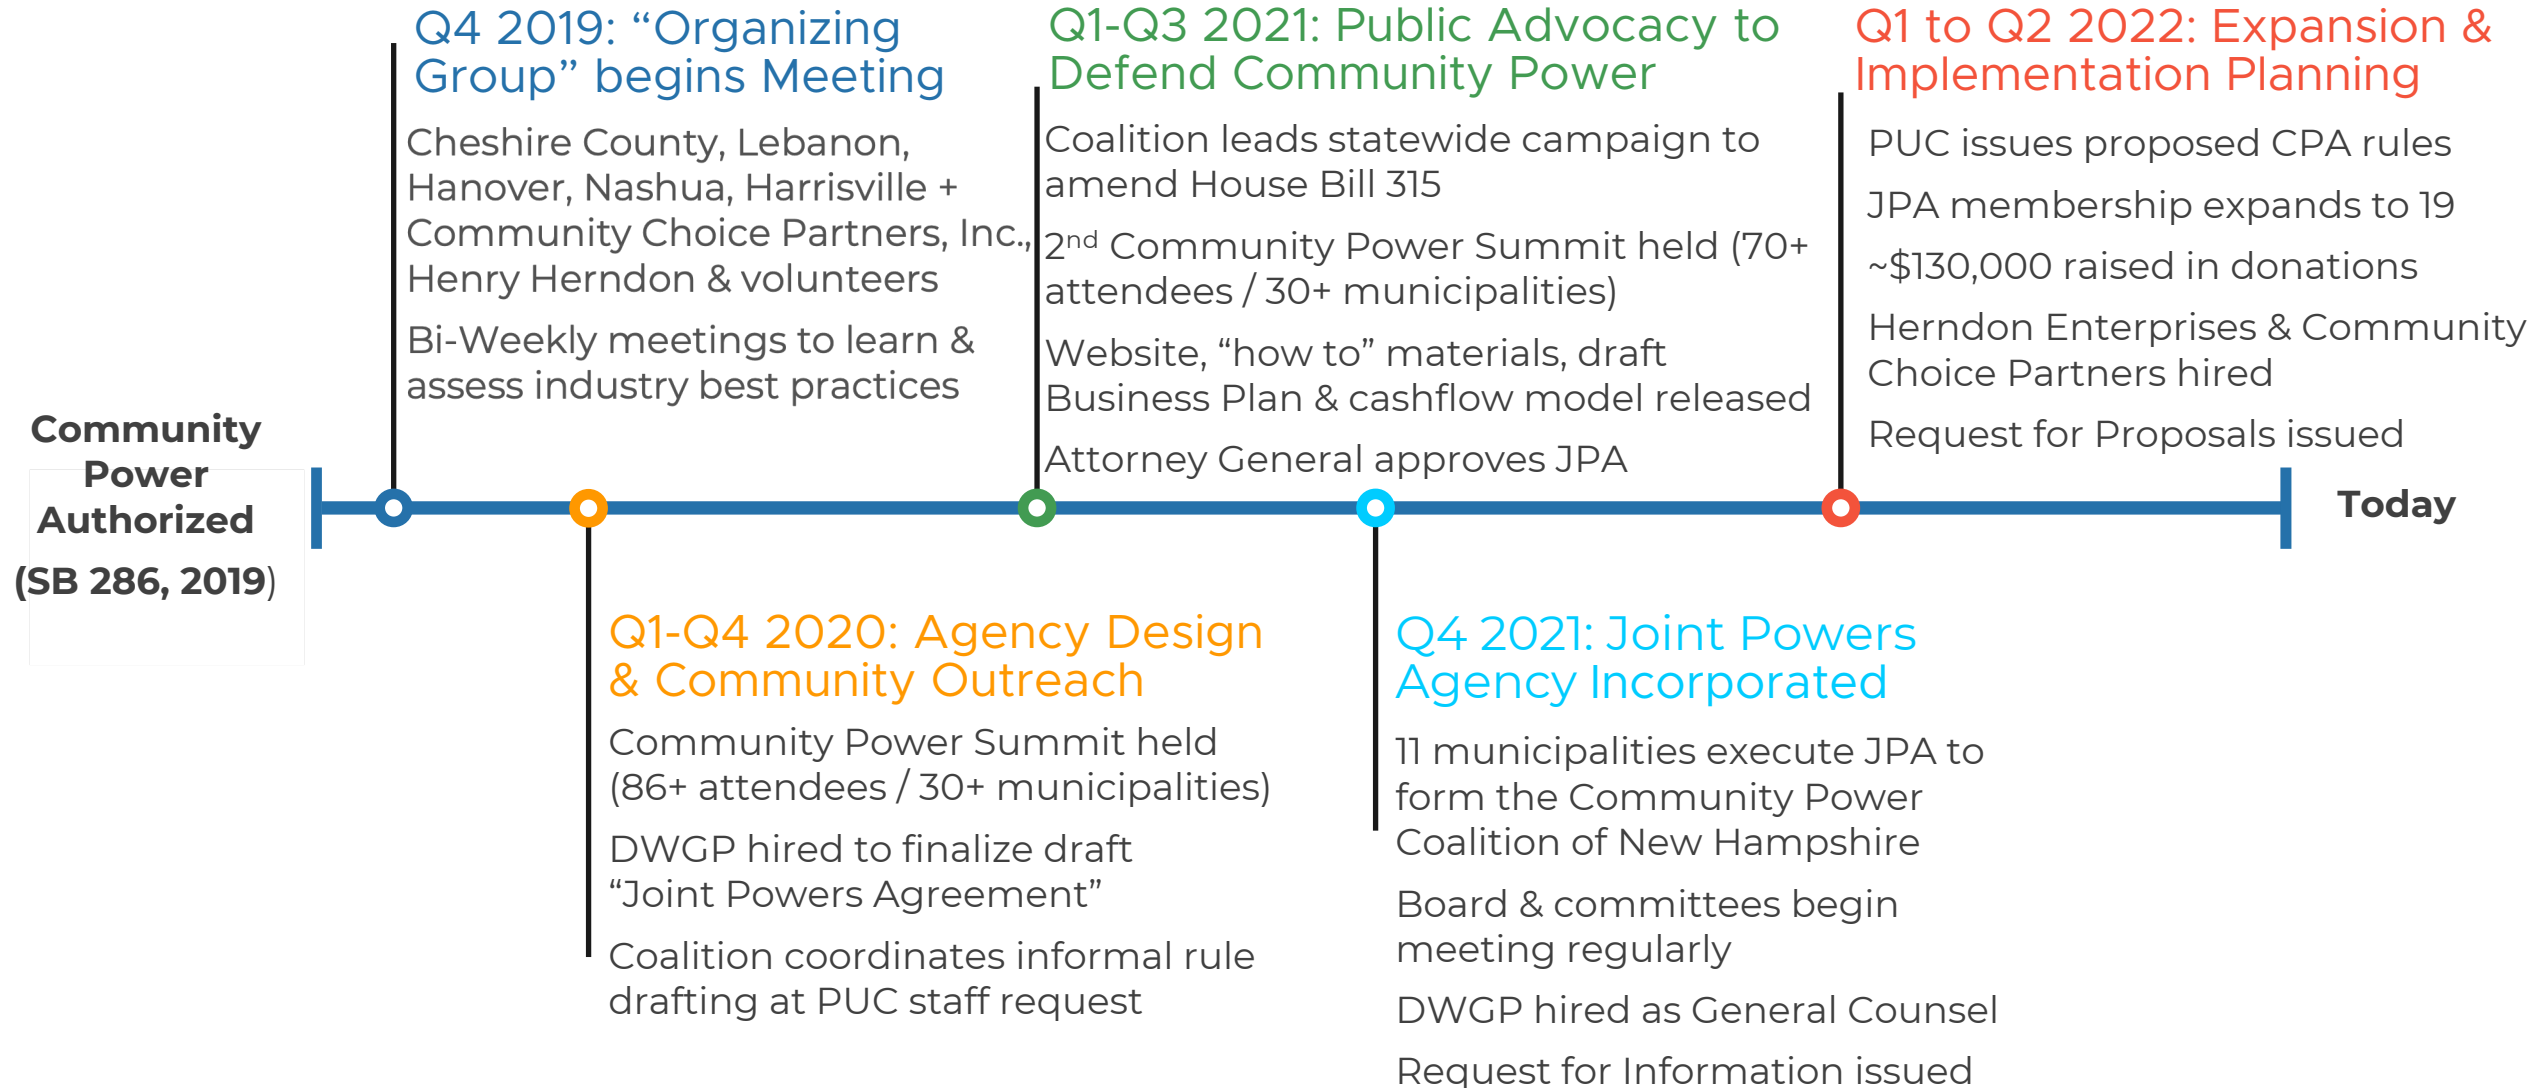 Community
Power
Authorized
(SB 286, 2019)
Q4 2019: “Organizing
Group” begins Meeting
Cheshire County, Lebanon,
Hanover, Nashua, Harrisville +
Community Choice Partners, Inc.,
Henry Herndon & volunteers
Bi-Weekly meetings to learn &
assess industry best practices
Q1-Q4 2020: Agency Design
& Community Outreach
Community Power Summit held
(86+ attendees / 30+ municipalities)
DWGP hired to finalize draft
“Joint Powers Agreement”
Coalition coordinates informal rule
drafting at PUC staff request
Q1-Q3 2021: Public Advocacy to
Defend Community Power
Coalition leads statewide campaign to
amend House Bill 315
2nd Community Power Summit held (70+
attendees / 30+ municipalities)
Website, “how to” materials, draft
Business Plan & cashflow model released
Attorney General approves JPA
Q4 2021: Joint Powers
Agency Incorporated
11 municipalities execute JPA to
form the Community Power
Coalition of New Hampshire
Board & committees begin
meeting regularly
DWGP hired as General Counsel
Request for Information issued
Q1 to Q2 2022: Expansion &
Implementation Planning
PUC issues proposed CPA rules
JPA membership expands to 19
~$130,000 raised in donations
Herndon Enterprises & Community
Choice Partners hired
Request for Proposals issued
Today